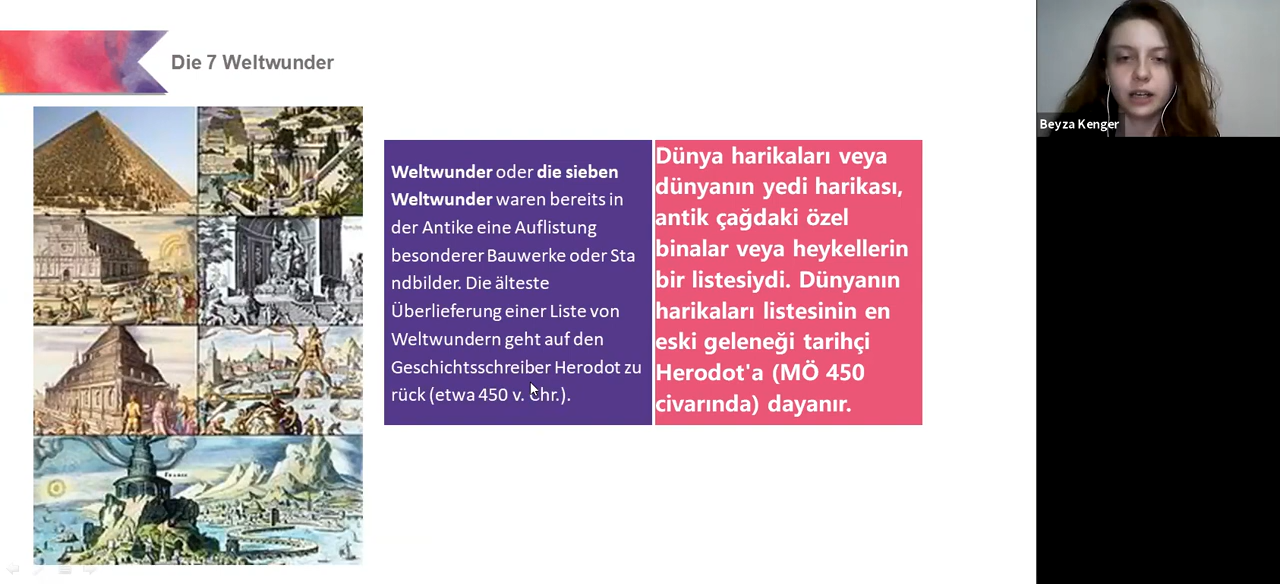 Die 7 Weltwunder
Weltwunder oder die sieben
Weltwunder waren bereits in
der Antike eine Auflistung
besonderer Bauwerke oder Sta
ndbilder. Die älteste
Überlieferung einer Liste von
Weltwundern geht auf den
Geschichtsschreiber Herodot zu
rück (etwa 450 v. Chr.).
Dünya harikaları veya
dünyanın yedi harikası,
antik çağdaki özel
binalar veya heykellerin
bir listesiydi. Dünyanın
harikaları listesinin en
eski geleneği tarihçi
Herodot'a (MÖ 450
civarında) dayanır.
Beyza Kenger